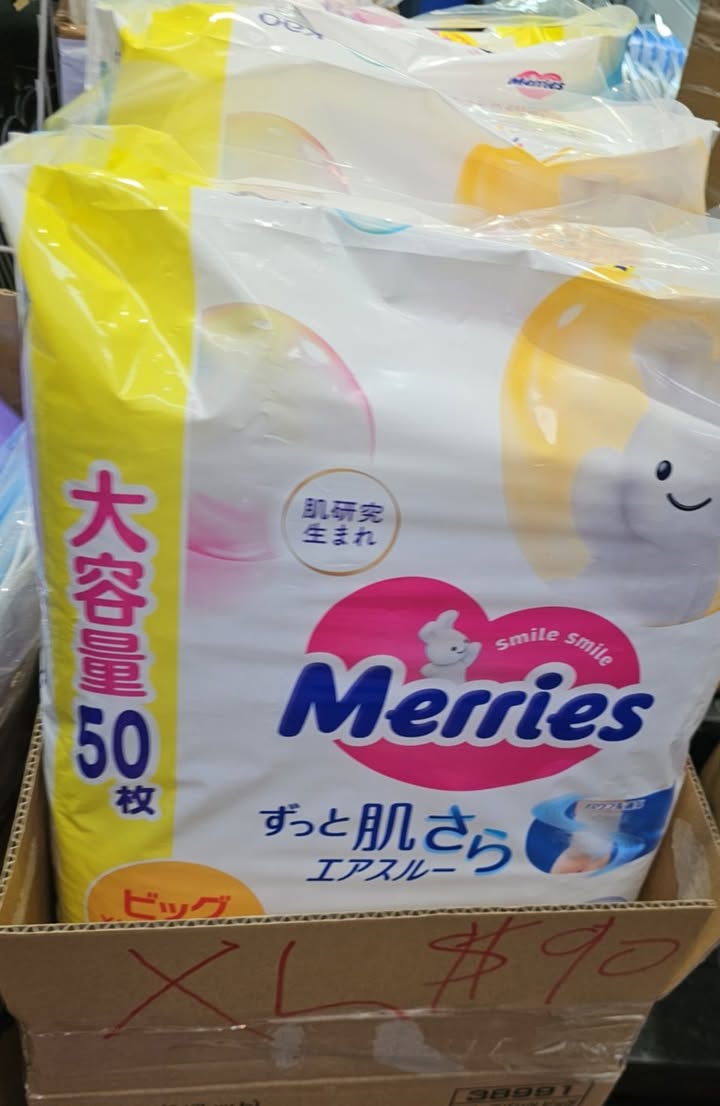 Merries
大容量
50
枚
肌研究
生まれ
smile smile
Merries
ずっと肌さら
エアスルー
ビッグ
XL $90
38991